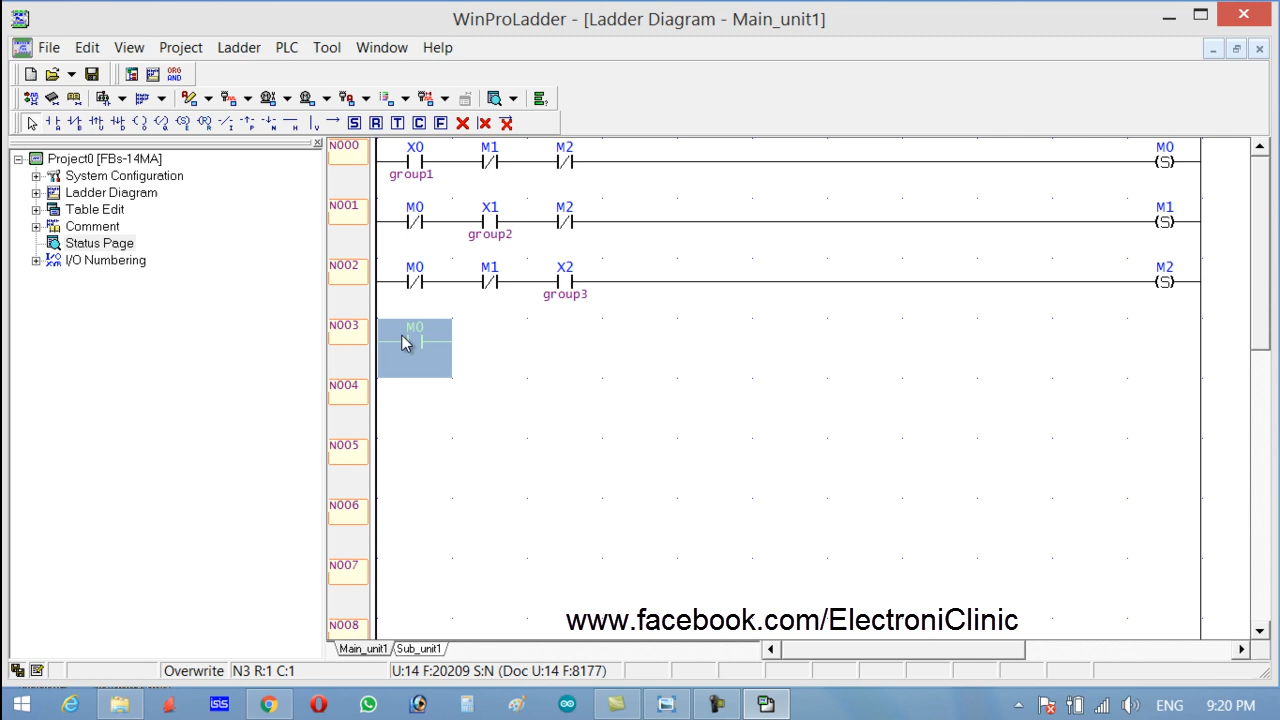 WinProLadder - [Ladder Diagram - Main_unit1]
File Edit View Project Ladder PLC Tool Window Help
ORG
AND
A B U D O Q S R I P N H V S R T C F
Project0 [FBs-14MA]
System Configuration
Ladder Diagram
Table Edit
Comment
Status Page
I/O Numbering
N000 X0 M1 M2 M0
(S)
group1
N001 M0 X1 M2 M1
(S)
group2
N002 M0 M1 X2 M2
(S)
group3
N003 M0
N004
N005
N006
N007
N008
www.facebook.com/ElectroniClinic
Main_unit1 Sub_unit1
Overwrite N3 R:1 C:1 U:14 F:20209 S:N (Doc U:14 F:8177)
isis
ENG 9:20 PM